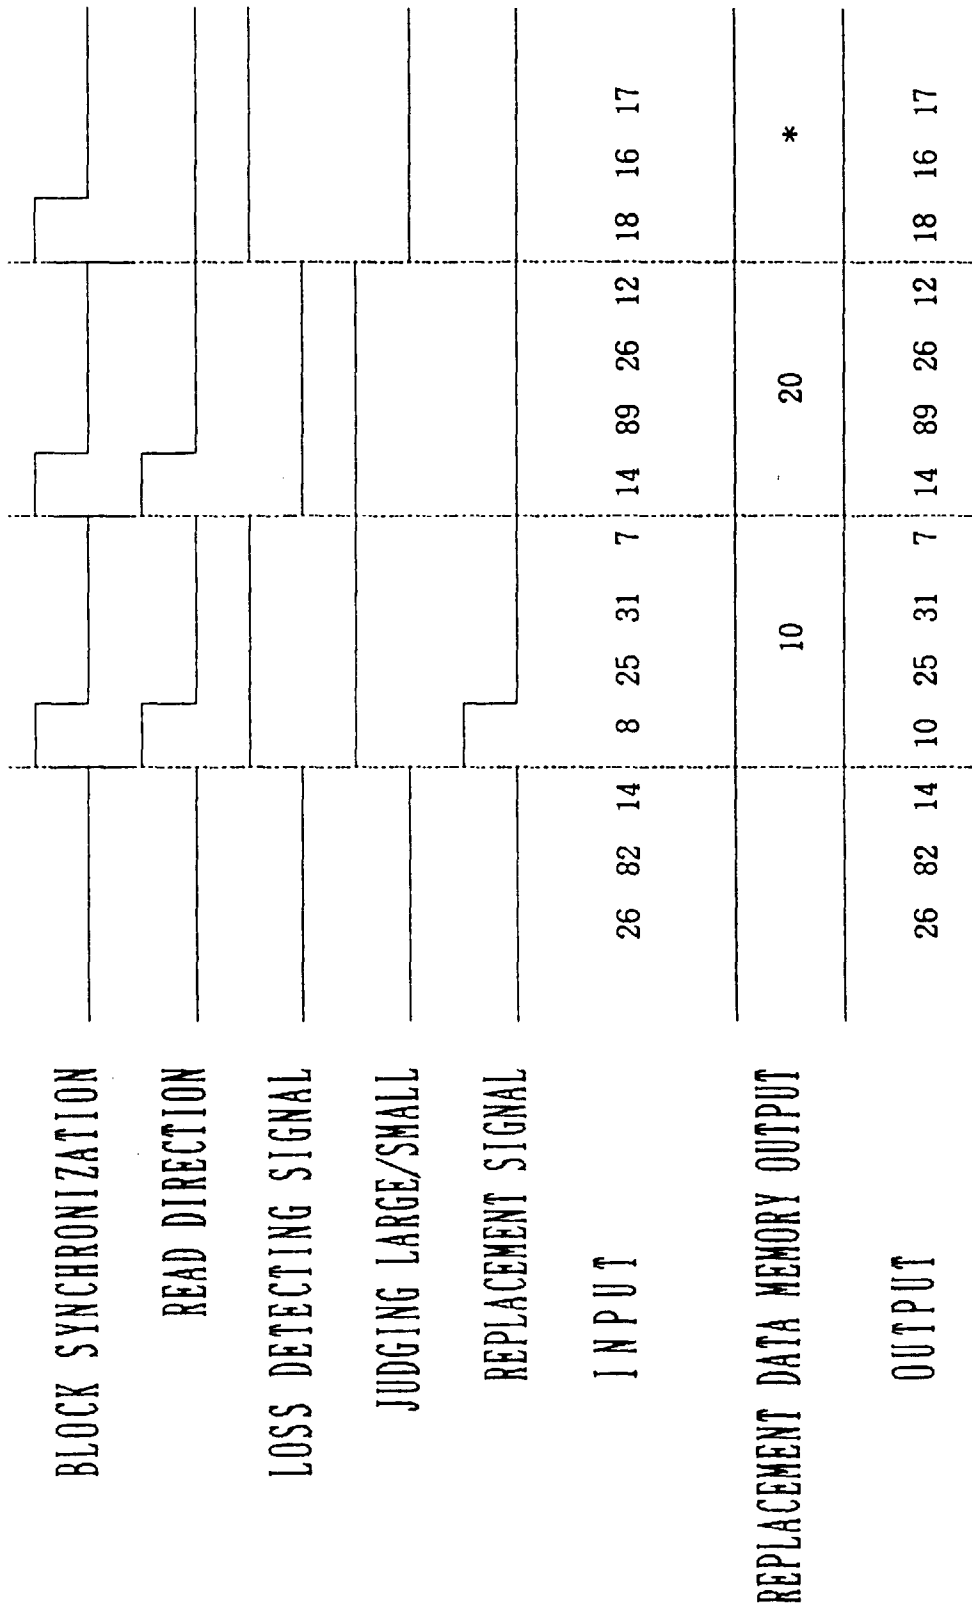 BLOCK SYNCHRONIZATION
READ DIRECTION
LOSS DETECTING SIGNAL
JUDGING LARGE/SMALL
REPLACEMENT SIGNAL
INPUT 26 82 14 8 25 31 7 14 89 26 12 18 16 17
REPLACEMENT DATA MEMORY OUTPUT 10 20 *
OUTPUT 26 82 14 10 25 31 7 14 89 26 12 18 16 17